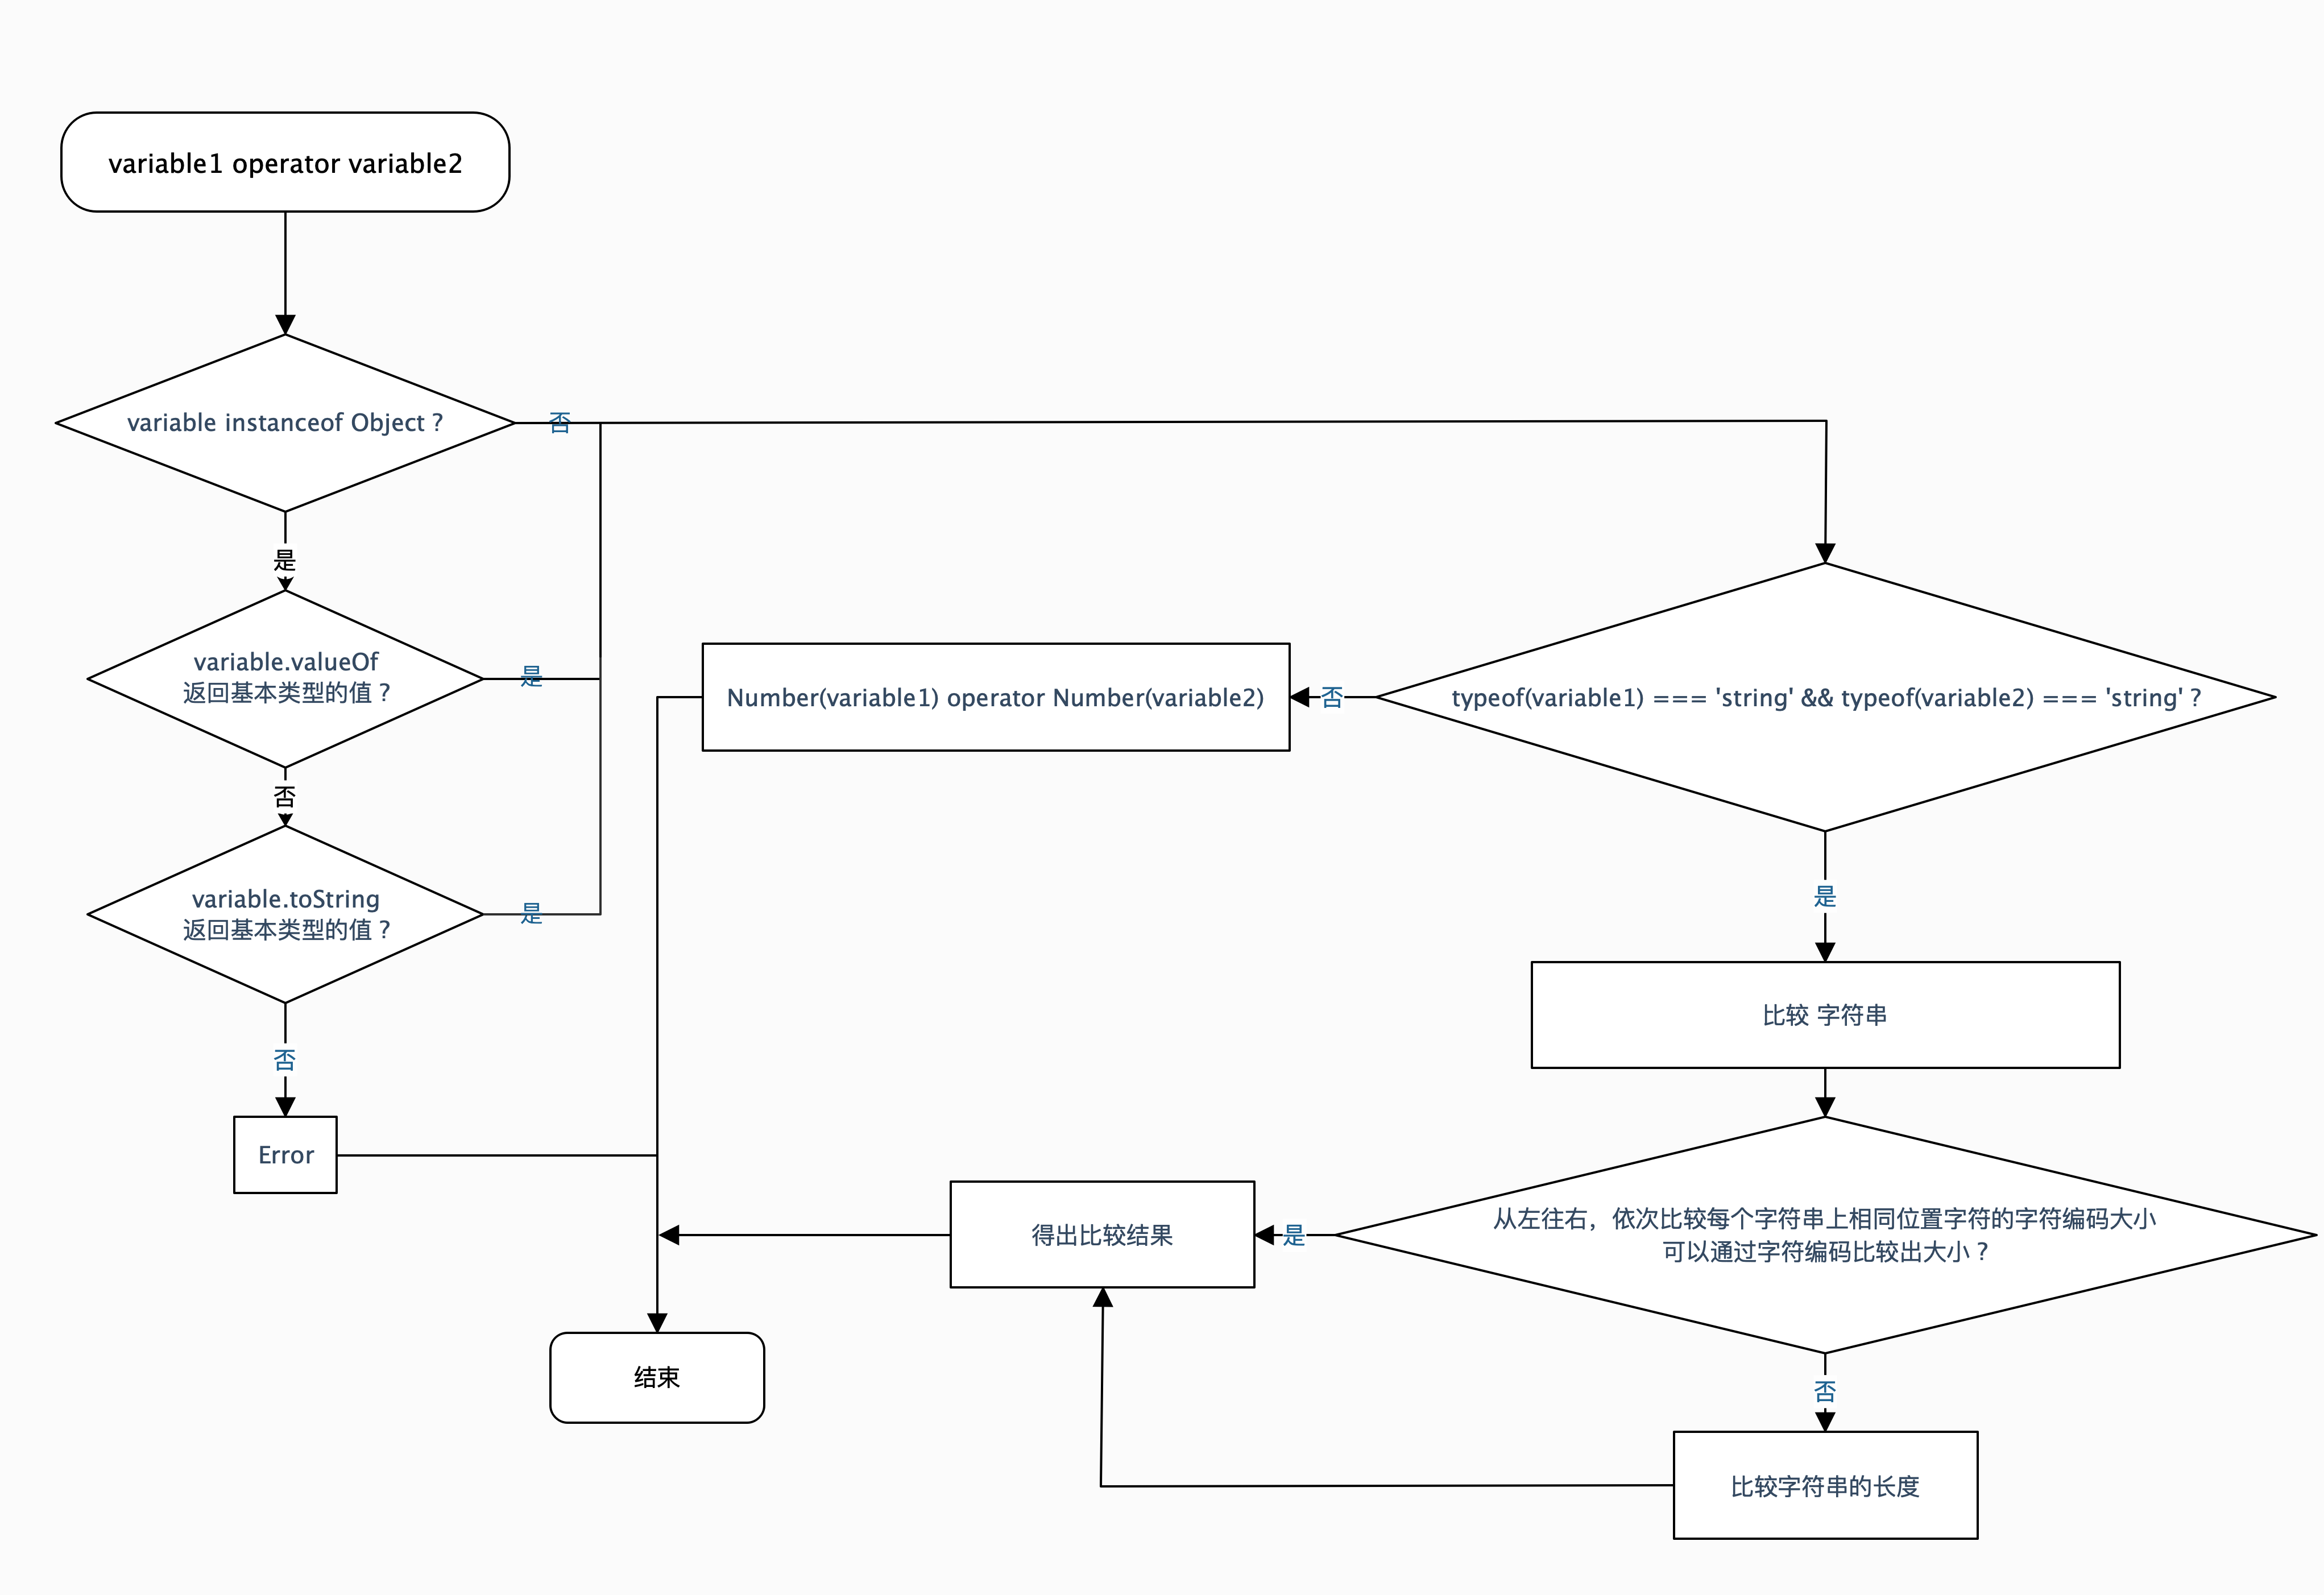 variable1 operator variable2
variable instanceof Object ?
否
是
variable.valueOf
返回基本类型的值 ?
是
否
variable.toString
返回基本类型的值 ?
是
否
Error
typeof(variable1) === 'string' && typeof(variable2) === 'string' ?
否
Number(variable1) operator Number(variable2)
是
比较 字符串
从左往右，依次比较每个字符串上相同位置字符的字符编码大小
可以通过字符编码比较出大小 ?
是
得出比较结果
否
比较字符串的长度
结束